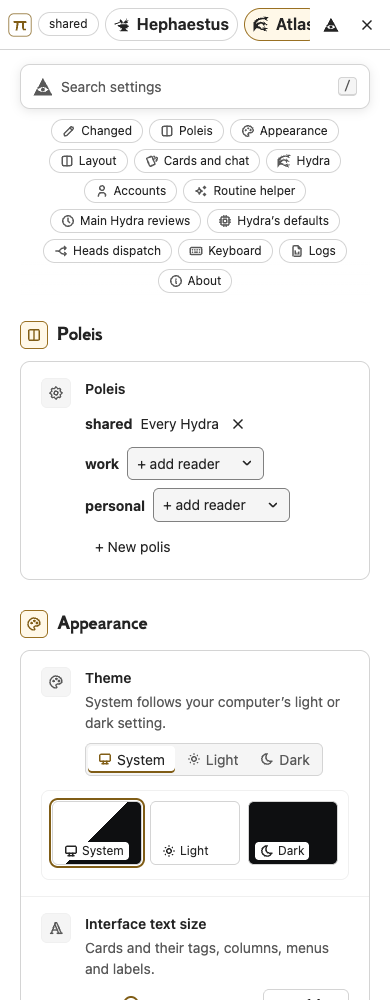 π shared Hephaestus Atlas
Search settings /
Changed Poleis Appearance
Layout Cards and chat Hydra
Accounts Routine helper
Main Hydra reviews Hydra's defaults
Heads dispatch Keyboard Logs
About
Poleis
Poleis
shared Every Hydra
work + add reader
personal + add reader
+ New polis
Appearance
Theme
System follows your computer's light or
dark setting.
System Light Dark
System Light Dark
Interface text size
Cards and their tags, columns, menus
and labels.